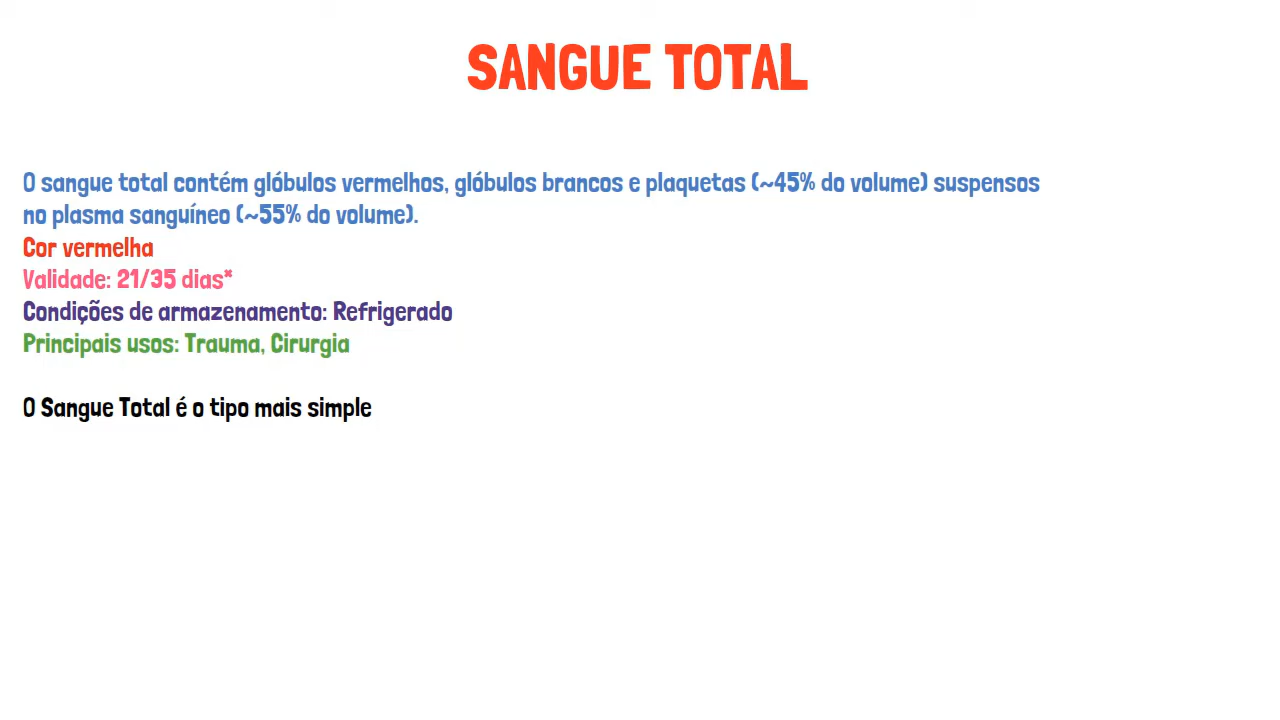 SANGUE TOTAL
O sangue total contém glóbulos vermelhos, glóbulos brancos e plaquetas (~45% do volume) suspensos
no plasma sanguíneo (~55% do volume).
Cor vermelha
Validade: 21/35 dias*
Condições de armazenamento: Refrigerado
Principais usos: Trauma, Cirurgia
O Sangue Total é o tipo mais simple